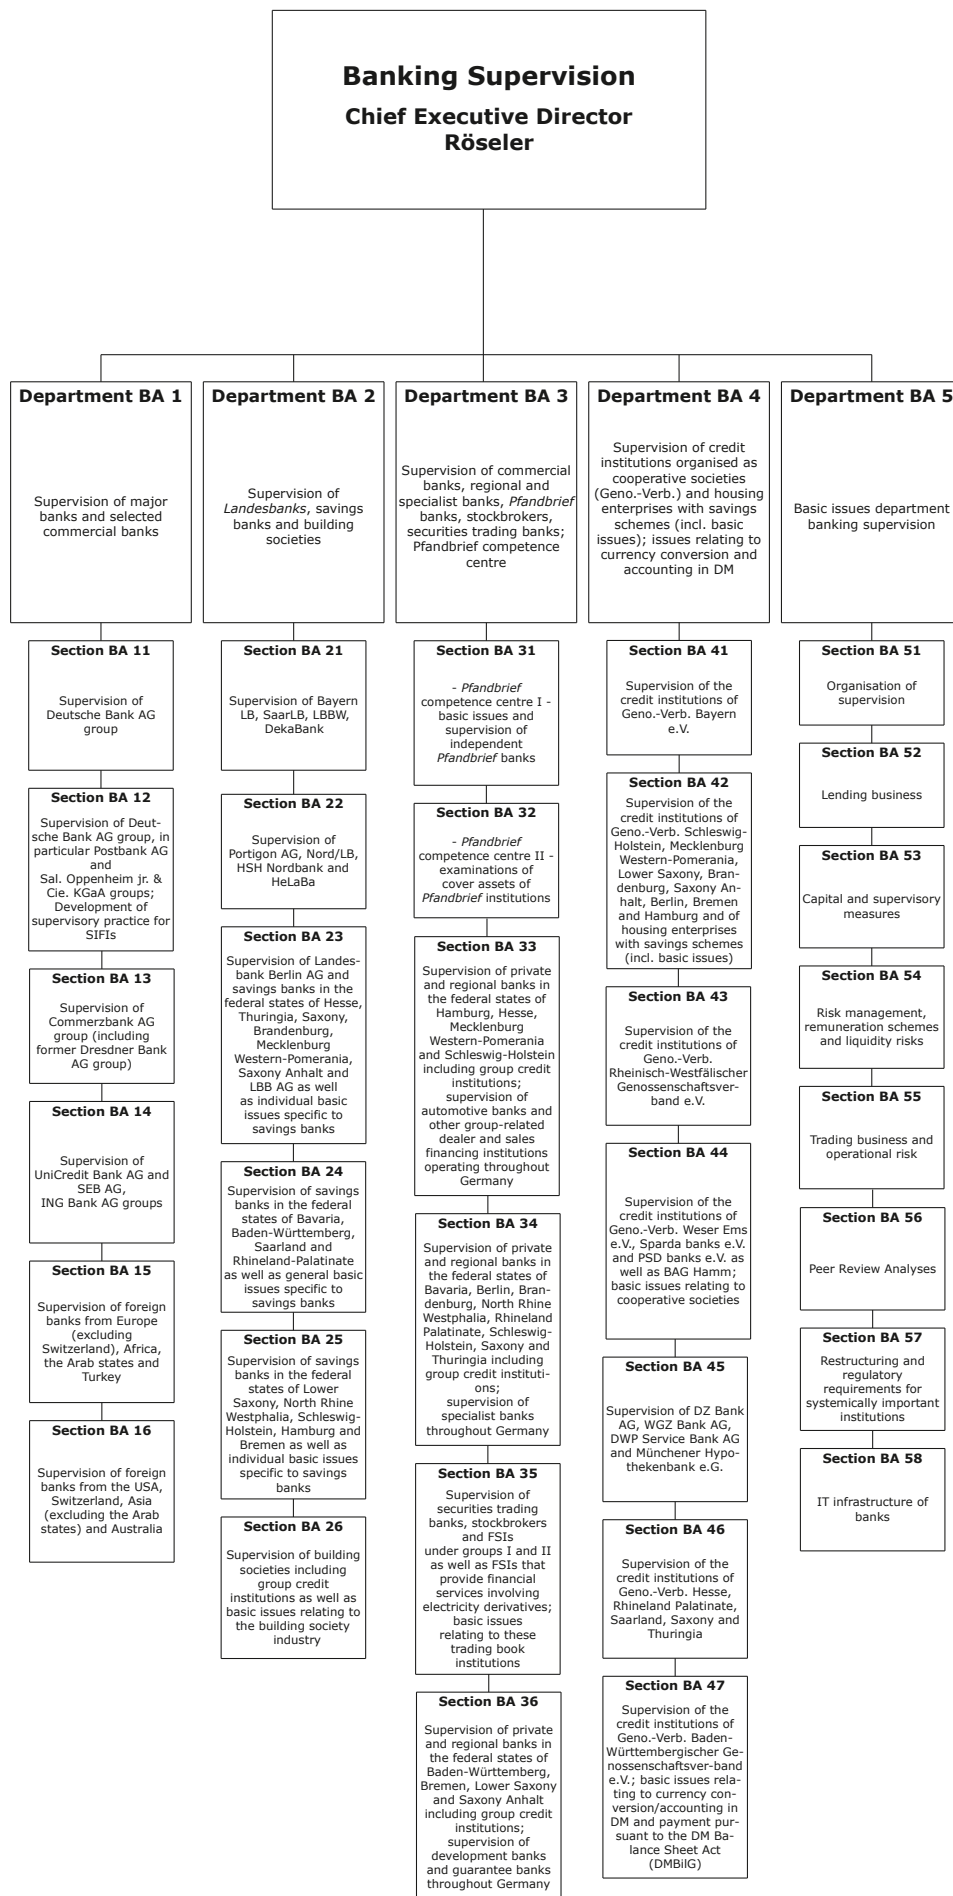 Banking Supervision
Chief Executive Director
Röseler
Department BA 1
Supervision of major
banks and selected
commercial banks
Section BA 11
Supervision of
Deutsche Bank AG
group
Section BA 12
Supervision of Deut-
sche Bank AG group, in
particular Postbank AG
and
Sal. Oppenheim jr. &
Cie. KGaA groups;
Development of
supervisory practice for
SIFIs
Section BA 13
Supervision of
Commerzbank AG
group (including
former Dresdner Bank
AG group)
Section BA 14
Supervision of
UniCredit Bank AG and
SEB AG,
ING Bank AG groups
Section BA 15
Supervision of foreign
banks from Europe
(excluding
Switzerland), Africa,
the Arab states and
Turkey
Section BA 16
Supervision of foreign
banks from the USA,
Switzerland, Asia
(excluding the Arab
states) and Australia
Department BA 2
Supervision of
Landesbanks, savings
banks and building
societies
Section BA 21
Supervision of Bayern
LB, SaarLB, LBBW,
DekaBank
Section BA 22
Supervision of
Portigon AG, Nord/LB,
HSH Nordbank and
HeLaBa
Section BA 23
Supervision of Landes-
bank Berlin AG and
savings banks in the
federal states of Hesse,
Thuringia, Saxony,
Brandenburg,
Mecklenburg
Western-Pomerania,
Saxony Anhalt and
LBB AG as well
as individual basic
issues specific to
savings banks
Section BA 24
Supervision of savings
banks in the federal
states of Bavaria,
Baden-Württemberg,
Saarland and
Rhineland-Palatinate
as well as general basic
issues specific to
savings banks
Section BA 25
Supervision of savings
banks in the federal
states of Lower
Saxony, North Rhine
Westphalia, Schleswig-
Holstein, Hamburg and
Bremen as well as
individual basic issues
specific to savings
banks
Section BA 26
Supervision of building
societies including
group credit
institutions as well as
basic issues relating to
the building society
industry
Department BA 3
Supervision of commercial
banks, regional and
specialist banks, Pfandbrief
banks, stockbrokers,
securities trading banks;
Pfandbrief competence
centre
Section BA 31
- Pfandbrief
competence centre I -
basic issues and
supervision of
independent
Pfandbrief banks
Section BA 32
- Pfandbrief
competence centre II -
examinations of
cover assets of
Pfandbrief institutions
Section BA 33
Supervision of private
and regional banks in
the federal states of
Hamburg, Hesse,
Mecklenburg
Western-Pomerania
and Schleswig-Holstein
including group credit
institutions;
supervision of
automotive banks and
other group-related
dealer and sales
financing institutions
operating throughout
Germany
Section BA 34
Supervision of private
and regional banks in
the federal states of
Bavaria, Berlin, Bran-
denburg, North Rhine
Westphalia, Rhineland
Palatinate, Schleswig-
Holstein, Saxony and
Thuringia including
group credit instituti-
ons;
supervision of
specialist banks
throughout Germany
Section BA 35
Supervision of
securities trading
banks, stockbrokers
and FSIs
under groups I and II
as well as FSIs that
provide financial
services involving
electricity derivatives;
basic issues
relating to these
trading book
institutions
Section BA 36
Supervision of private
and regional banks in
the federal states of
Baden-Württemberg,
Bremen, Lower Saxony
and Saxony Anhalt
including group credit
institutions;
supervision of
development banks
and guarantee banks
throughout Germany
Department BA 4
Supervision of credit
institutions organised as
cooperative societies
(Geno.-Verb.) and housing
enterprises with savings
schemes (incl. basic
issues); issues relating to
currency conversion and
accounting in DM
Section BA 41
Supervision of the
credit institutions of
Geno.-Verb. Bayern
e.V.
Section BA 42
Supervision of the
credit institutions of
Geno.-Verb. Schleswig-
Holstein, Mecklenburg
Western-Pomerania,
Lower Saxony, Bran-
denburg, Saxony An-
halt, Berlin, Bremen
and Hamburg and of
housing enterprises
with savings schemes
(incl. basic issues)
Section BA 43
Supervision of the
credit institutions of
Geno.-Verb.
Rheinisch-Westfälischer
Genossenschaftsver-
band e.V.
Section BA 44
Supervision of the
credit institutions of
Geno.-Verb. Weser Ems
e.V., Sparda banks e.V.
and PSD banks e.V. as
well as BAG Hamm;
basic issues relating to
cooperative societies
Section BA 45
Supervision of DZ Bank
AG, WGZ Bank AG,
DWP Service Bank AG
and Münchener Hypo-
thekenbank e.G.
Section BA 46
Supervision of the
credit institutions of
Geno.-Verb. Hesse,
Rhineland Palatinate,
Saarland, Saxony and
Thuringia
Section BA 47
Supervision of the
credit institutions of
Geno.-Verb. Baden-
Württembergischer Ge-
nossenschaftsver-band
e.V.; basic issues rela-
ting to currency con-
version/accounting in
DM and payment pur-
suant to the DM Ba-
lance Sheet Act
(DMBilG)
Department BA 5
Basic issues department
banking supervision
Section BA 51
Organisation of
supervision
Section BA 52
Lending business
Section BA 53
Capital and supervisory
measures
Section BA 54
Risk management,
remuneration schemes
and liquidity risks
Section BA 55
Trading business and
operational risk
Section BA 56
Peer Review Analyses
Section BA 57
Restructuring and
regulatory
requirements for
systemically important
institutions
Section BA 58
IT infrastructure of
banks